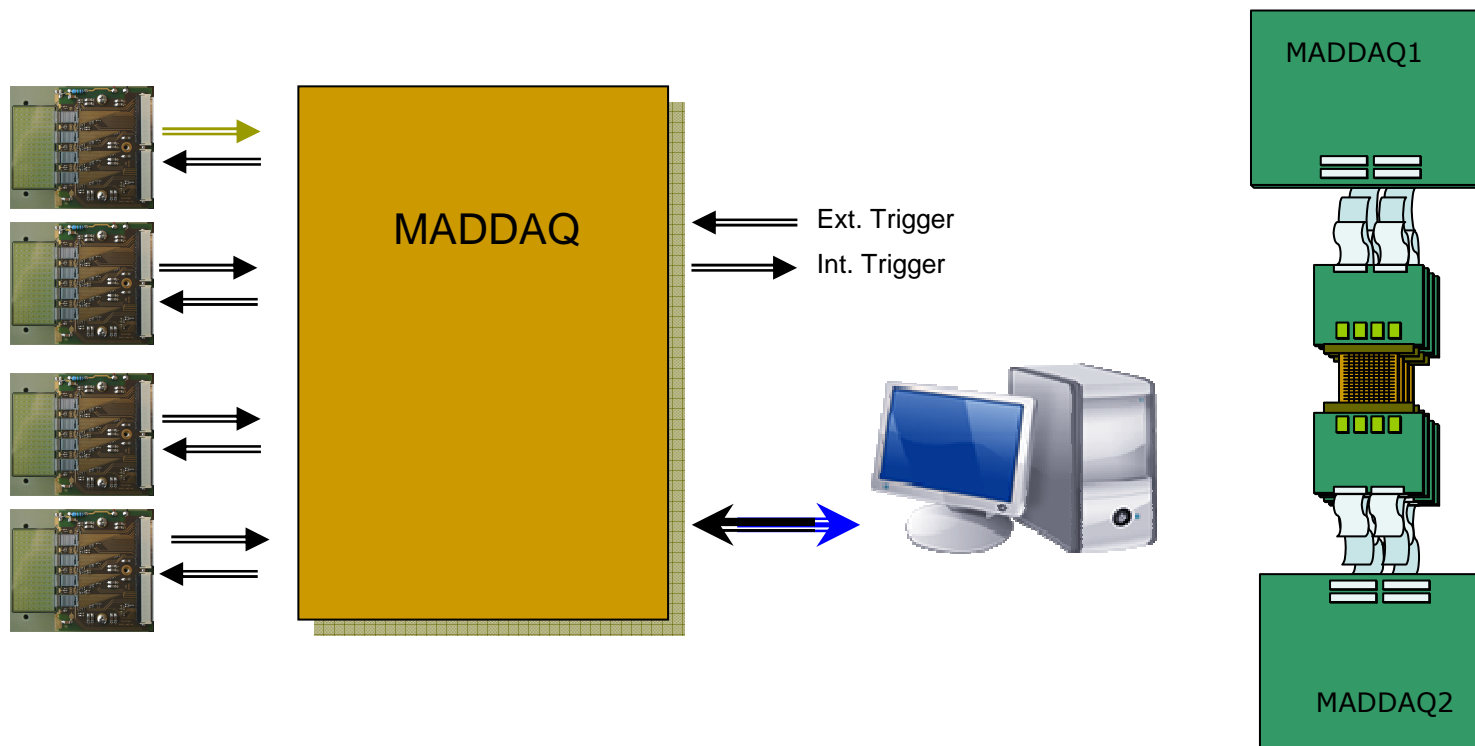 MADDAQ1
MADDAQ
Ext. Trigger
Int. Trigger
MADDAQ2